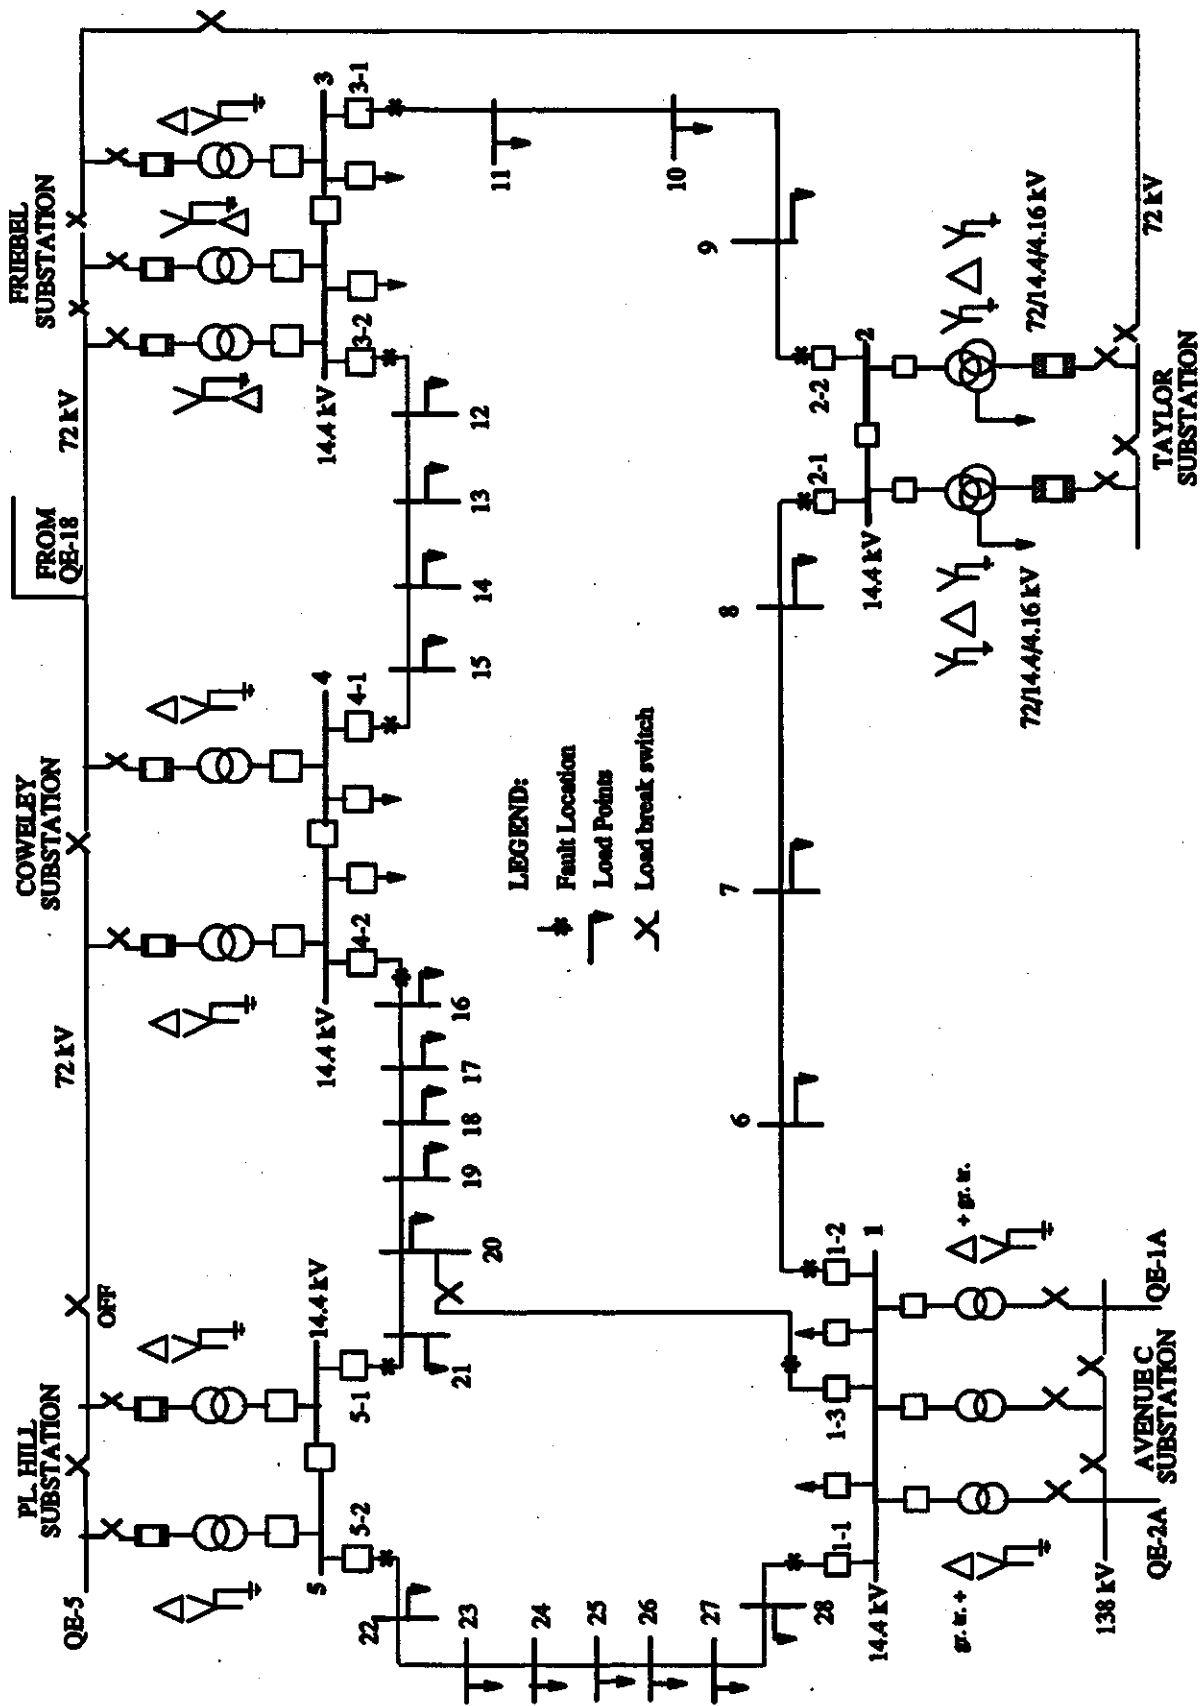 QE-5
PL. HILL
SUBSTATION
OFF
72 kV
COWELEY
SUBSTATION
FROM
QE-18
72 kV
FRIEBEL
SUBSTATION
5
14.4 kV
5-2
5-1
14.4 kV
4
4-2
4-1
14.4 kV
3
3-2
3-1
22
23
24
25
26
27
28
21
20
19
18
17
16
15
14
13
12
11
10
9
LEGEND:
Fault Location
Load Points
Load break switch
6
7
8
1-1
1-3
1-2
14.4 kV
1
gr. tr. +
+ gr. tr.
138 kV
QE-2A
QE-1A
AVENUE C
SUBSTATION
2-1
2-2
14.4 kV
2
72/14.4/4.16 kV
72/14.4/4.16 kV
72 kV
TAYLOR
SUBSTATION